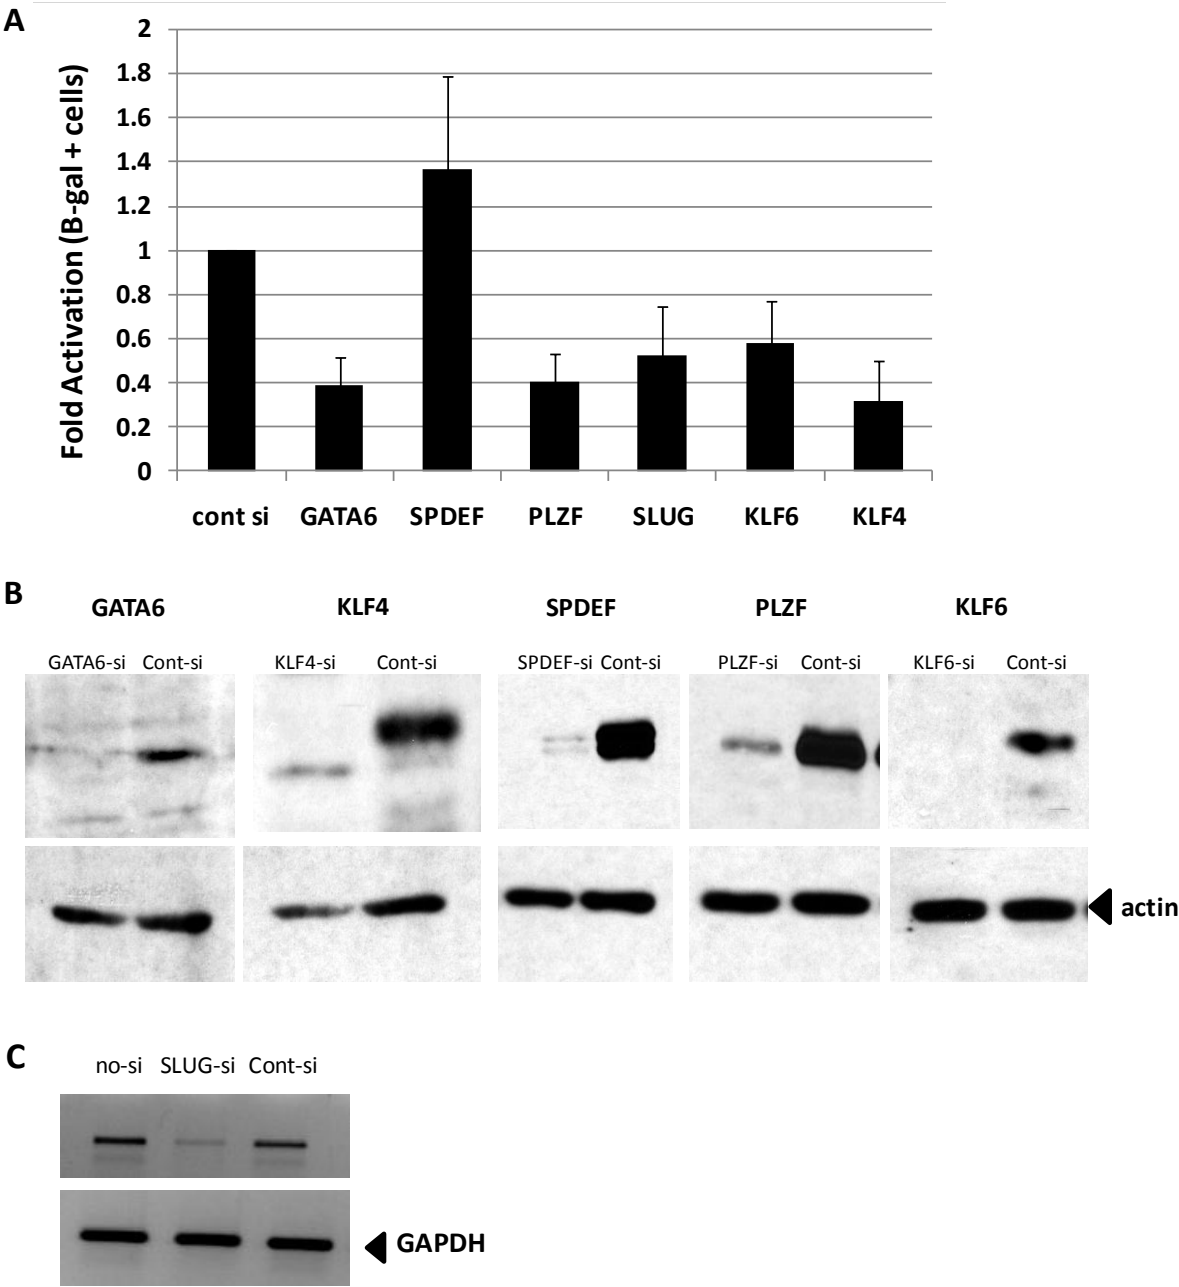 A
2
1.8
1.6
1.4
1.2
1
0.8
0.6
0.4
0.2
0
Fold Activation (B-gal + cells)
cont si GATA6 SPDEF PLZF SLUG KLF6 KLF4
B
GATA6 KLF4 SPDEF PLZF KLF6
GATA6-si Cont-si KLF4-si Cont-si SPDEF-si Cont-si PLZF-si Cont-si KLF6-si Cont-si
actin
C
no-si SLUG-si Cont-si
GAPDH